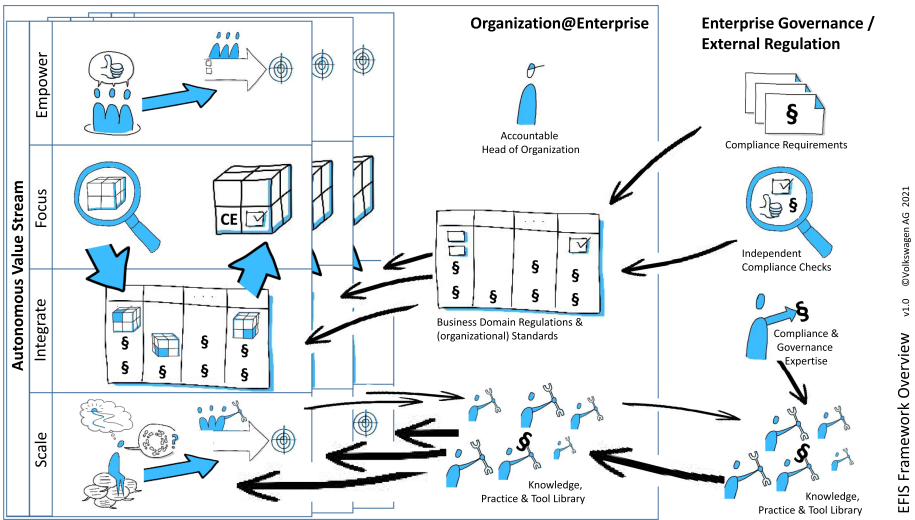 Organization@Enterprise
Enterprise Governance /
External Regulation
Autonomous Value Stream
Empower
Focus
Integrate
Scale
Accountable
Head of Organization
§
Compliance Requirements
CE
§
Independent
Compliance Checks
§
§
§
§
§
§
Business Domain Regulations &
(organizational) Standards
§
§
§
§
§
§
§
§
Compliance &
Governance
Expertise
§
Knowledge,
Practice & Tool Library
§
Knowledge,
Practice & Tool Library
EFIS Framework Overview v1.0 ©Volkswagen AG 2021